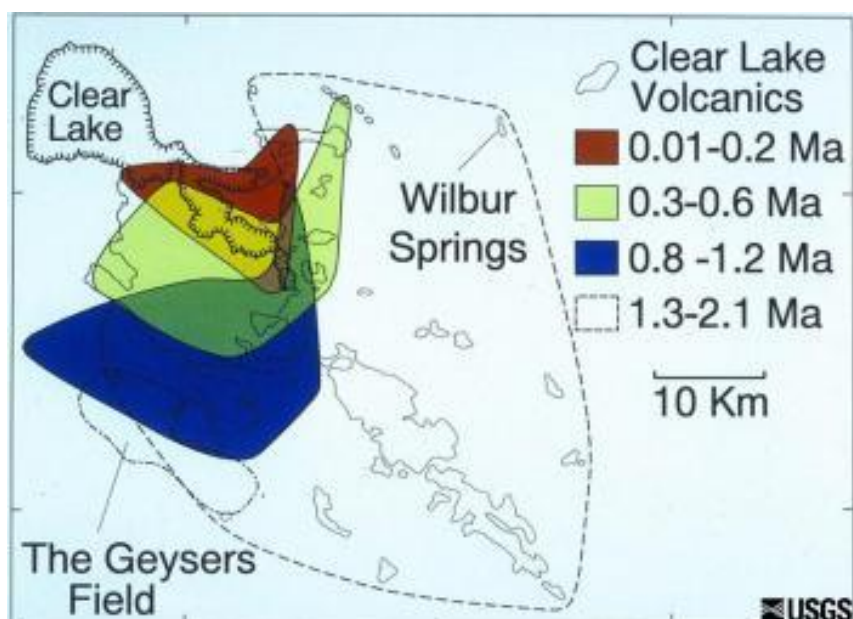 Clear
Lake
Clear Lake
Volcanics
0.01-0.2 Ma
0.3-0.6 Ma
0.8 -1.2 Ma
1.3-2.1 Ma
10 Km
Wilbur
Springs
The Geysers
Field
USGS